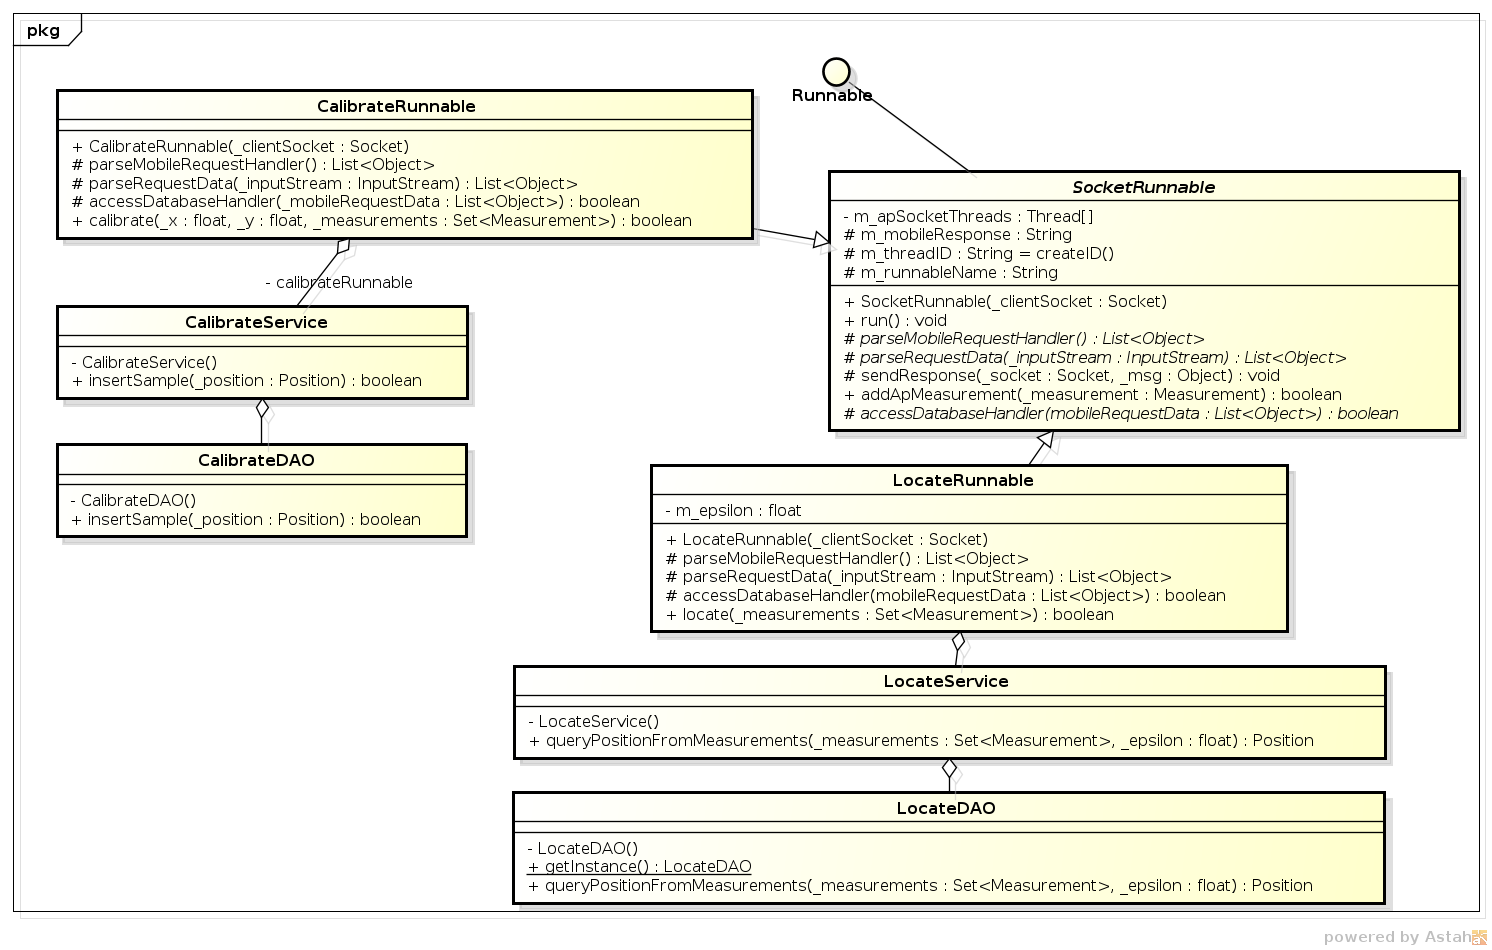 pkg
Runnable
CalibrateRunnable
+ CalibrateRunnable(_clientSocket : Socket)
# parseMobileRequestHandler() : List<Object>
# parseRequestData(_inputStream : InputStream) : List<Object>
# accessDatabaseHandler(_mobileRequestData : List<Object>) : boolean
+ calibrate(_x : float, _y : float, _measurements : Set<Measurement>) : boolean
SocketRunnable
- m_apSocketThreads : Thread[]
# m_mobileResponse : String
# m_threadID : String = createID()
# m_runnableName : String
+ SocketRunnable(_clientSocket : Socket)
+ run() : void
# parseMobileRequestHandler() : List<Object>
# parseRequestData(_inputStream : InputStream) : List<Object>
# sendResponse(_socket : Socket, _msg : Object) : void
+ addApMeasurement(_measurement : Measurement) : boolean
# accessDatabaseHandler(mobileRequestData : List<Object>) : boolean
- calibrateRunnable
CalibrateService
- CalibrateService()
+ insertSample(_position : Position) : boolean
CalibrateDAO
- CalibrateDAO()
+ insertSample(_position : Position) : boolean
LocateRunnable
- m_epsilon : float
+ LocateRunnable(_clientSocket : Socket)
# parseMobileRequestHandler() : List<Object>
# parseRequestData(_inputStream : InputStream) : List<Object>
# accessDatabaseHandler(mobileRequestData : List<Object>) : boolean
+ locate(_measurements : Set<Measurement>) : boolean
LocateService
- LocateService()
+ queryPositionFromMeasurements(_measurements : Set<Measurement>, _epsilon : float) : Position
LocateDAO
- LocateDAO()
+ getInstance() : LocateDAO
+ queryPositionFromMeasurements(_measurements : Set<Measurement>, _epsilon : float) : Position
powered by Astah